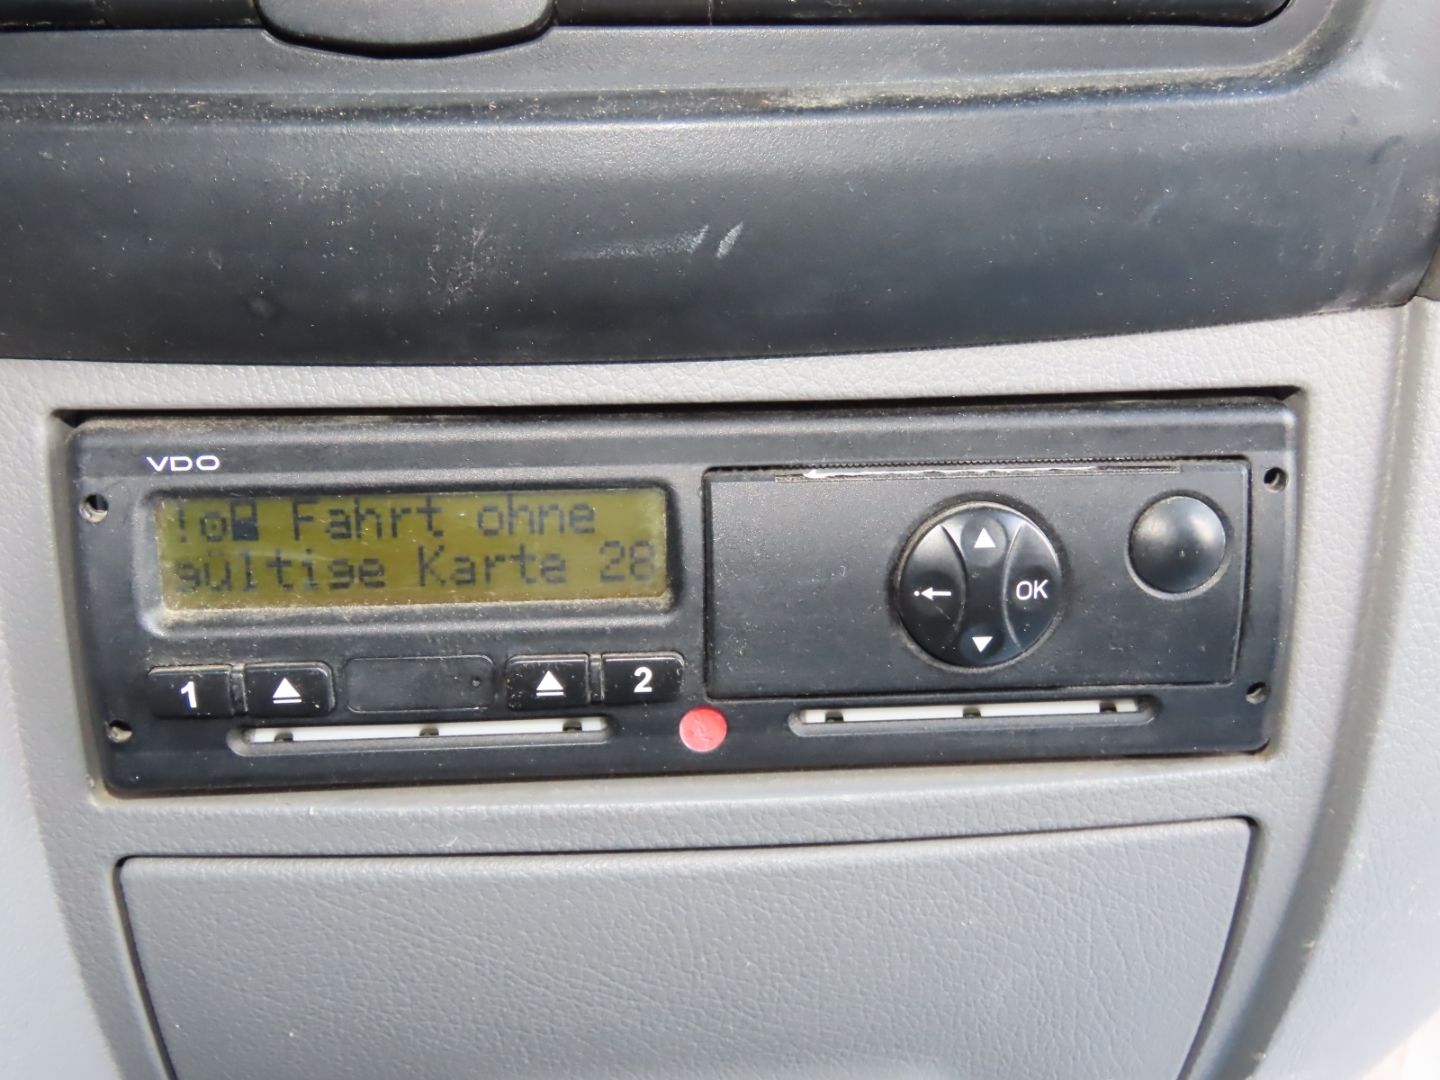 VDO
! Fahrt ohne
gültige Karte 28
1
2
OK